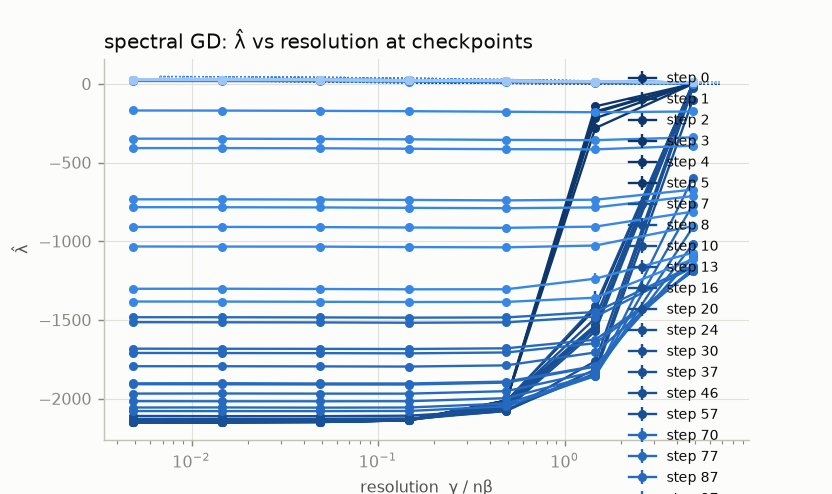 spectral GD: λ̂ vs resolution at checkpoints
0
−500
−1000
−1500
−2000
λ̂
10⁻²
10⁻¹
10⁰
resolution γ / nβ
step 0
step 1
step 2
step 3
step 4
step 5
step 7
step 8
step 10
step 13
step 16
step 20
step 24
step 30
step 37
step 46
step 57
step 70
step 77
step 87